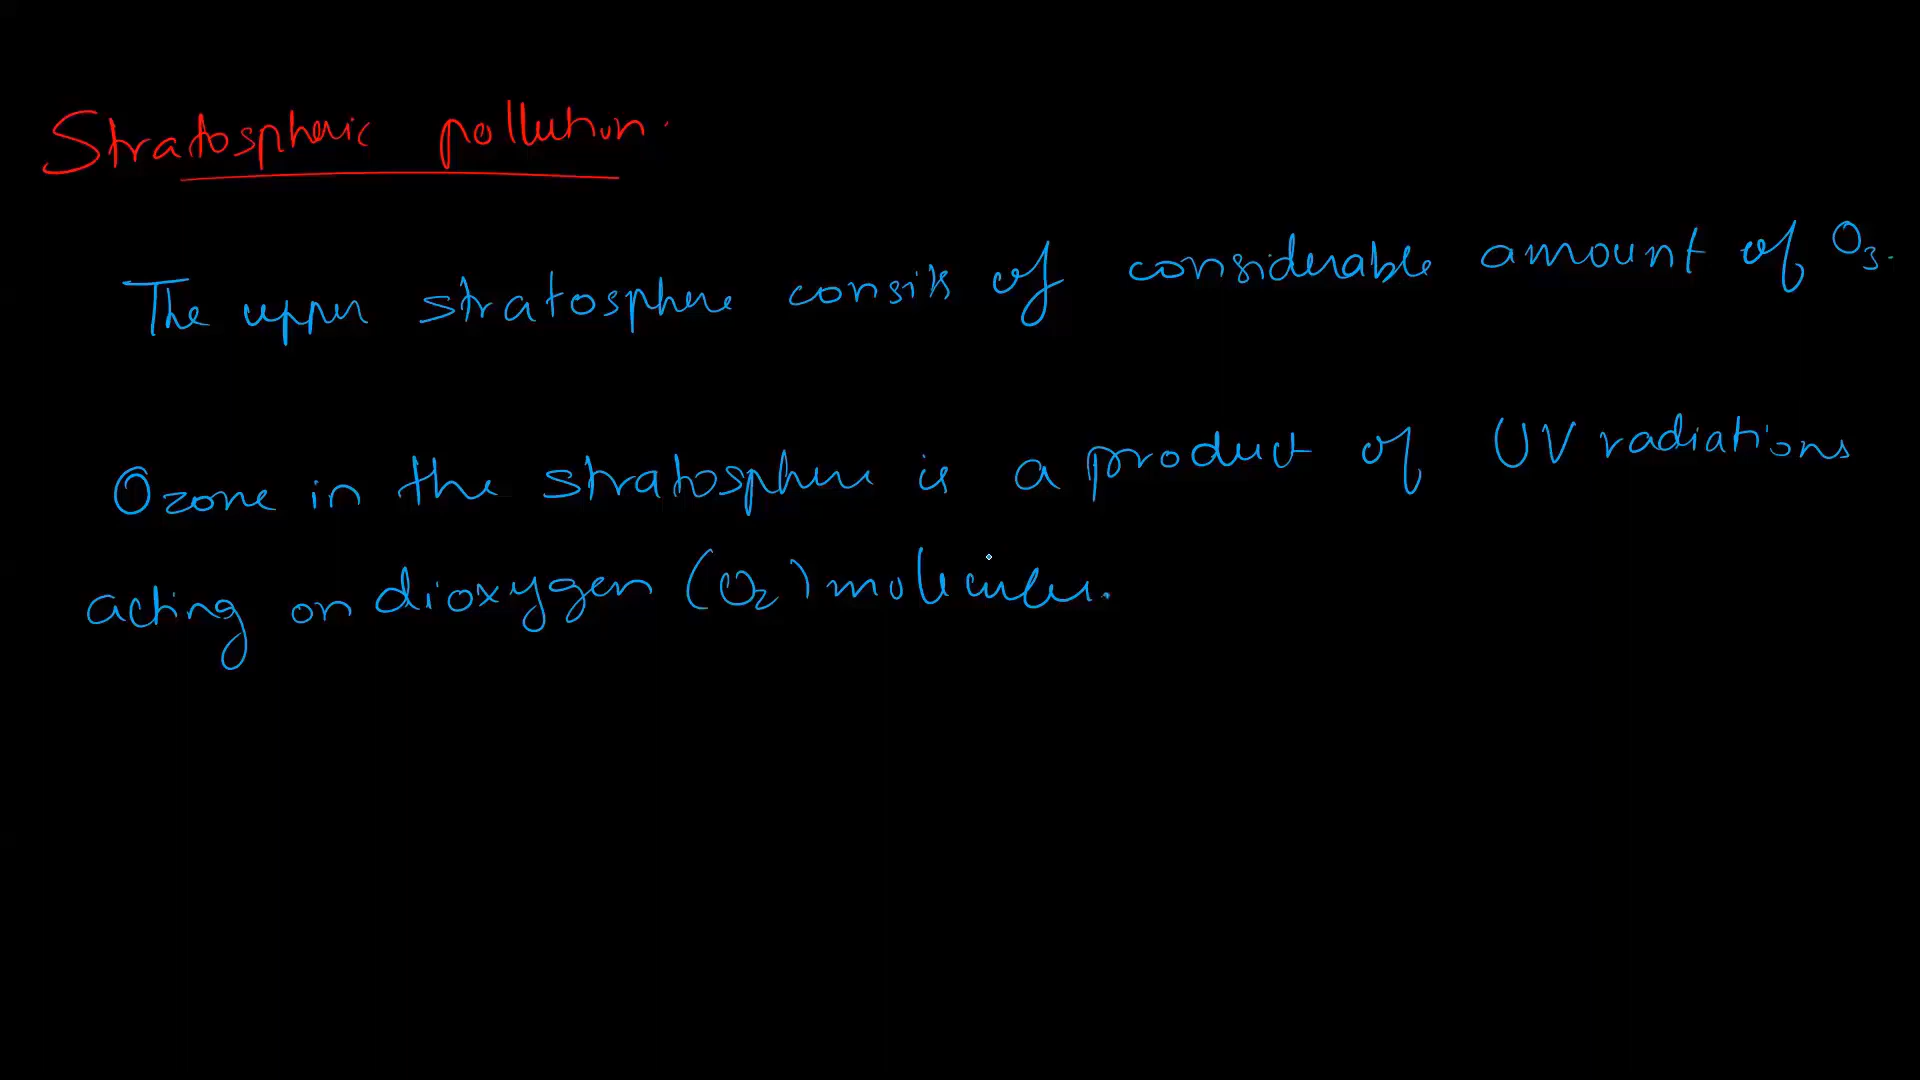 Stratospheric pollution.
The upper stratosphere consists of considerable amount of O₃.
Ozone in the stratosphere is a product of UV radiations
acting on dioxygen (O₂) molecules.